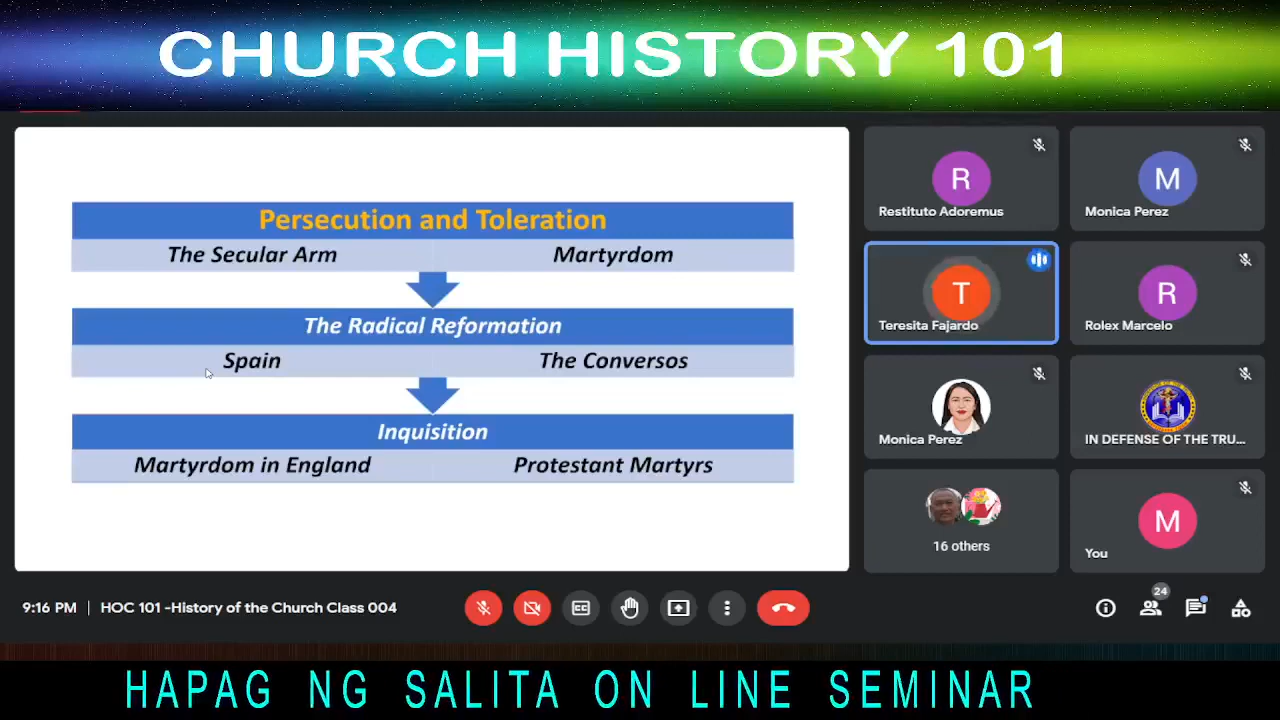 CHURCH HISTORY 101
Persecution and Toleration
The Secular Arm
Martyrdom
The Radical Reformation
Spain
The Conversos
Inquisition
Martyrdom in England
Protestant Martyrs
R
Restituto Adoremus
M
Monica Perez
T
Teresita Fajardo
R
Rolex Marcelo
Monica Perez
IN DEFENSE OF THE TRU...
16 others
M
You
9:16 PM | HOC 101 -History of the Church Class 004
CC
24
HAPAG NG SALITA ON LINE SEMINAR